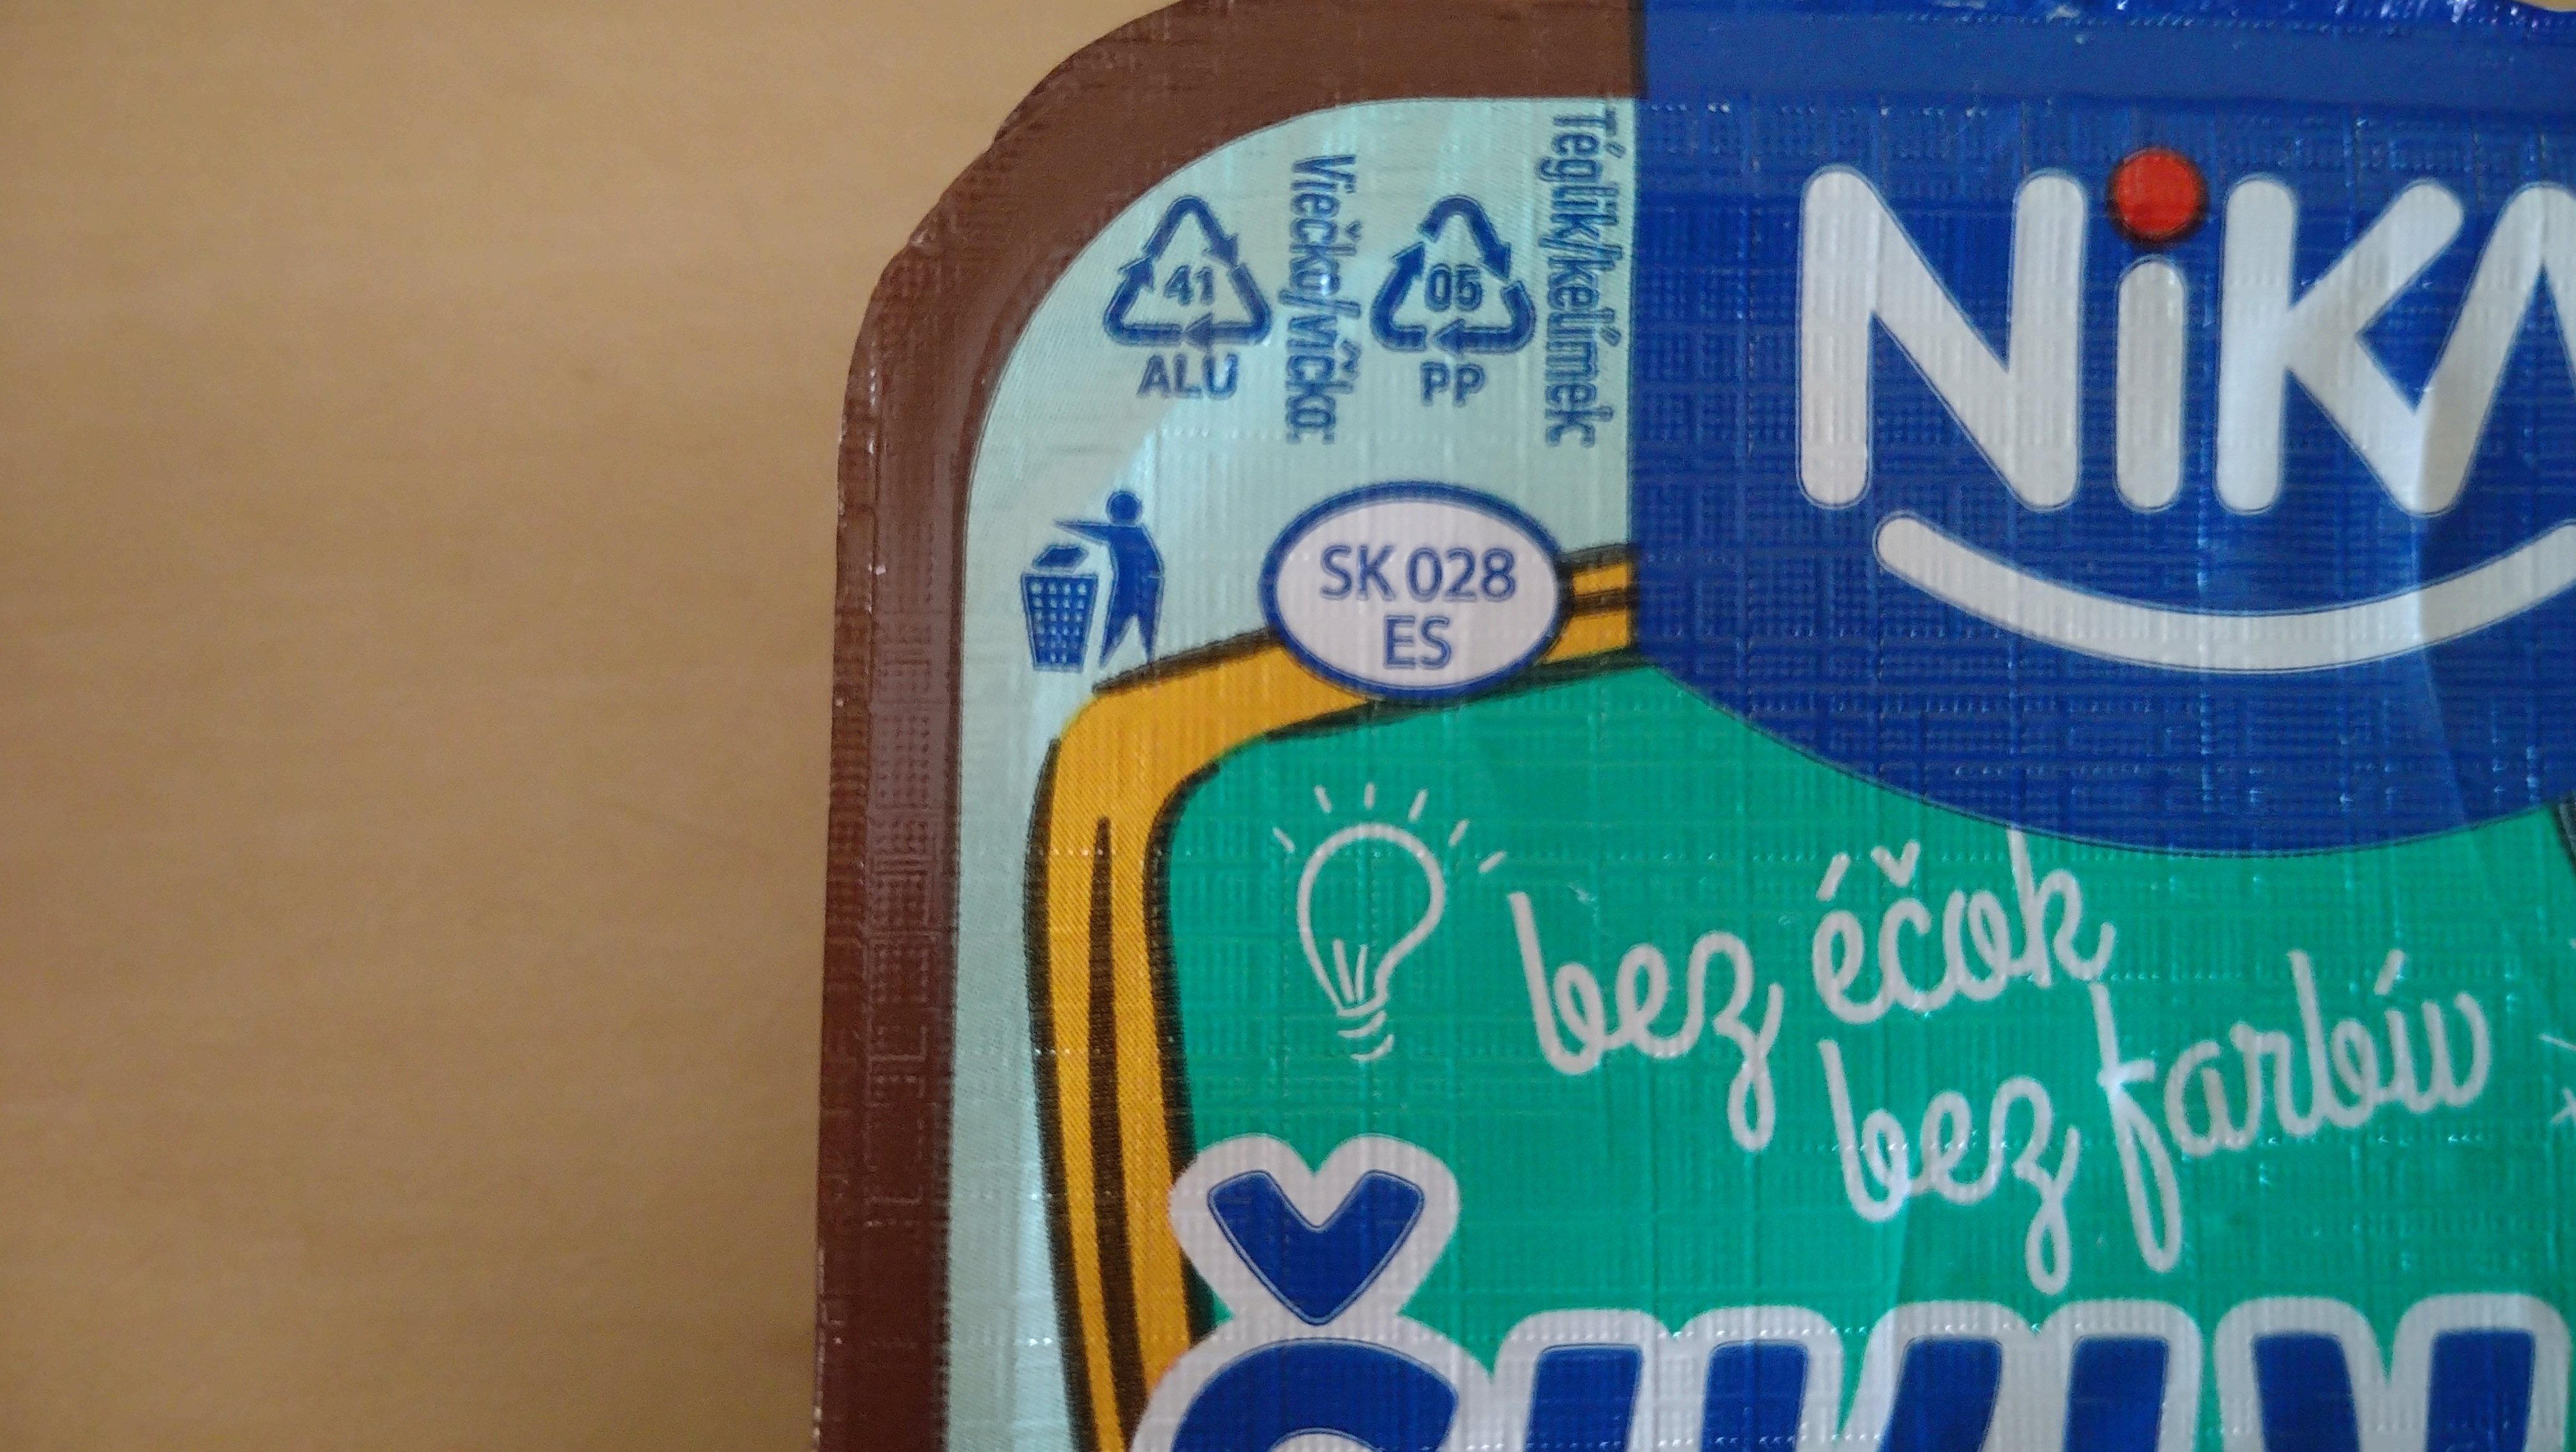 Téglik/kelímek:
05
PP
Viečko/víčko:
41
ALU
SK 028
ES
NiK
bez éčok
bez farbív